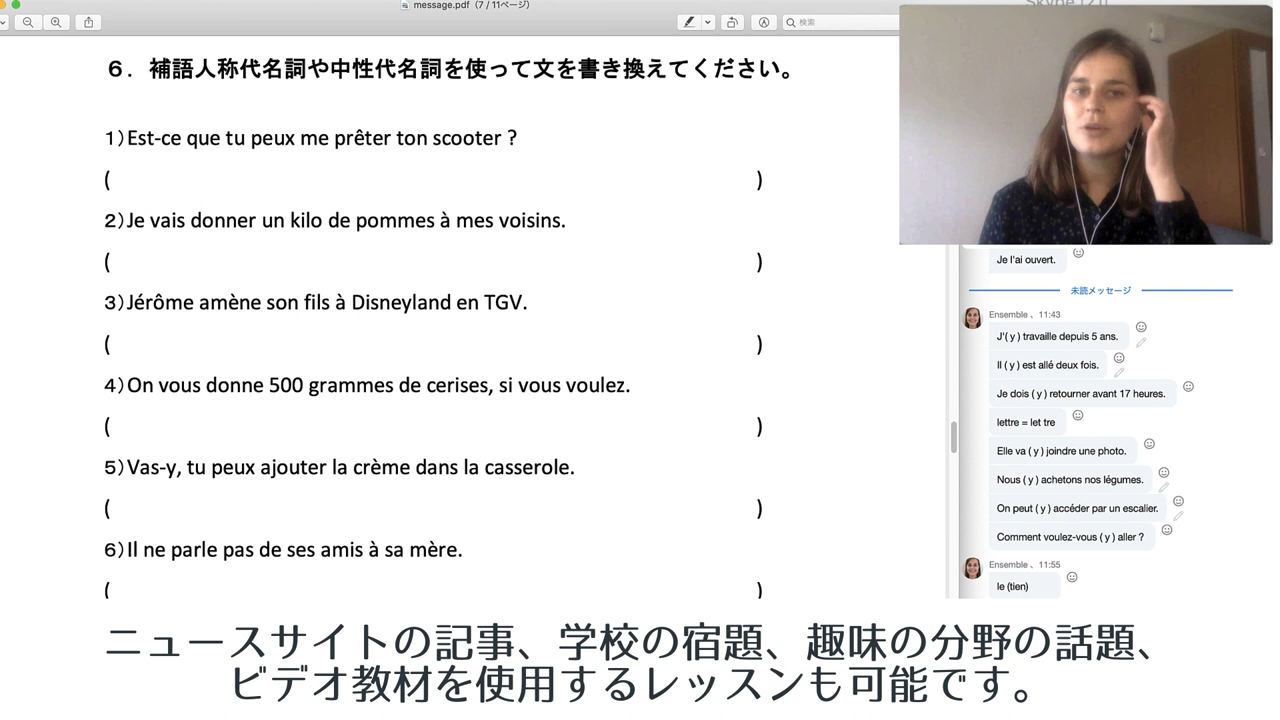 message.pdf（7 / 11ページ）
検索
６．補語人称代名詞や中性代名詞を使って文を書き換えてください。
1）Est-ce que tu peux me prêter ton scooter ?
( )
2）Je vais donner un kilo de pommes à mes voisins.
( )
3）Jérôme amène son fils à Disneyland en TGV.
( )
4）On vous donne 500 grammes de cerises, si vous voulez.
( )
5）Vas-y, tu peux ajouter la crème dans la casserole.
( )
6）Il ne parle pas de ses amis à sa mère.
( )
Je l'ai ouvert.
未読メッセージ
Ensemble 、11:43
J'( y ) travaille depuis 5 ans.
Il ( y ) est allé deux fois.
Je dois ( y ) retourner avant 17 heures.
lettre = let tre
Elle va ( y ) joindre une photo.
Nous ( y ) achetons nos légumes.
On peut ( y ) accéder par un escalier.
Comment voulez-vous ( y ) aller ?
Ensemble 、11:55
le (tien)
ニュースサイトの記事、学校の宿題、趣味の分野の話題、
ビデオ教材を使用するレッスンも可能です。